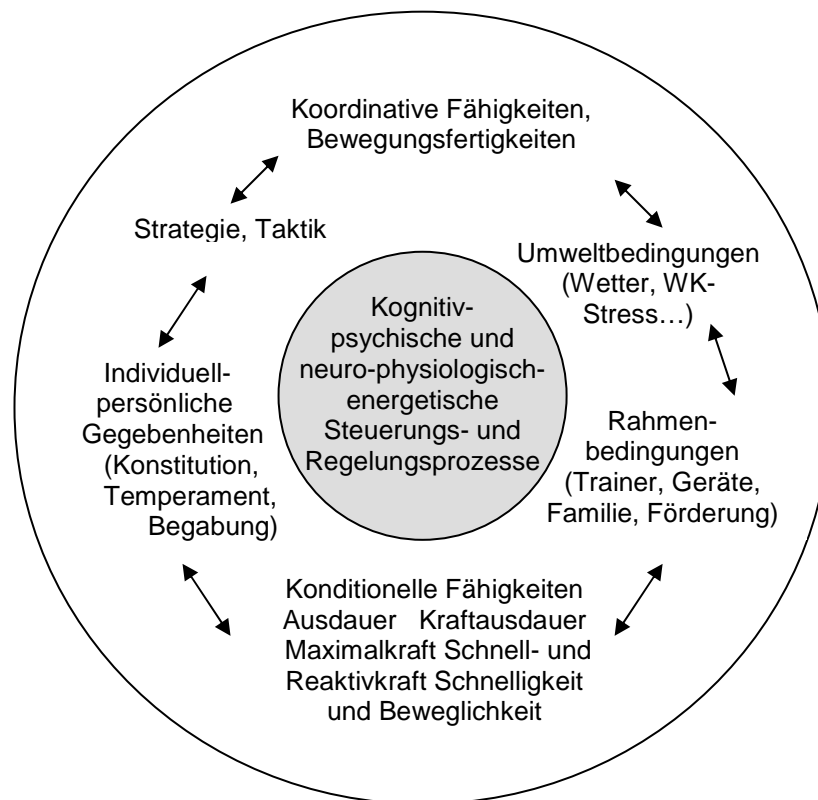 Koordinative Fähigkeiten,
Bewegungsfertigkeiten
Strategie, Taktik
Umweltbedingungen
(Wetter, WK-
Stress…)
Kognitiv-
psychische und
neuro-physiologisch-
energetische
Steuerungs- und
Regelungsprozesse
Individuell-
persönliche
Gegebenheiten
(Konstitution,
Temperament,
Begabung)
Rahmen-
bedingungen
(Trainer, Geräte,
Familie, Förderung)
Konditionelle Fähigkeiten
Ausdauer Kraftausdauer
Maximalkraft Schnell- und
Reaktivkraft Schnelligkeit
und Beweglichkeit